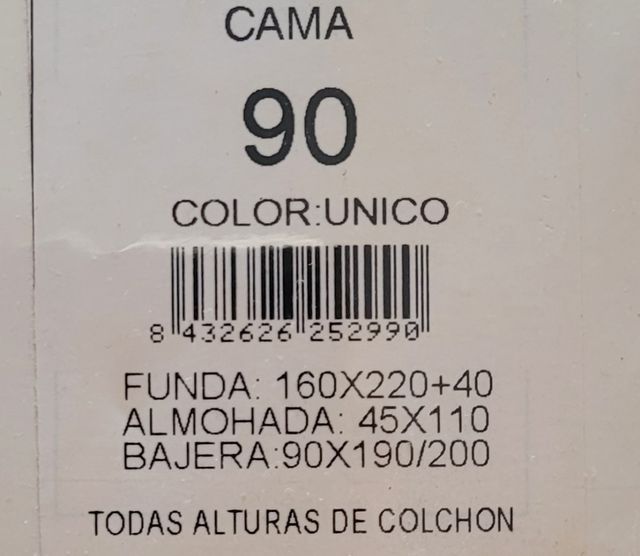 CAMA
90
COLOR:UNICO
8 432626 252990
FUNDA: 160X220+40
ALMOHADA: 45X110
BAJERA:90X190/200
TODAS ALTURAS DE COLCHON